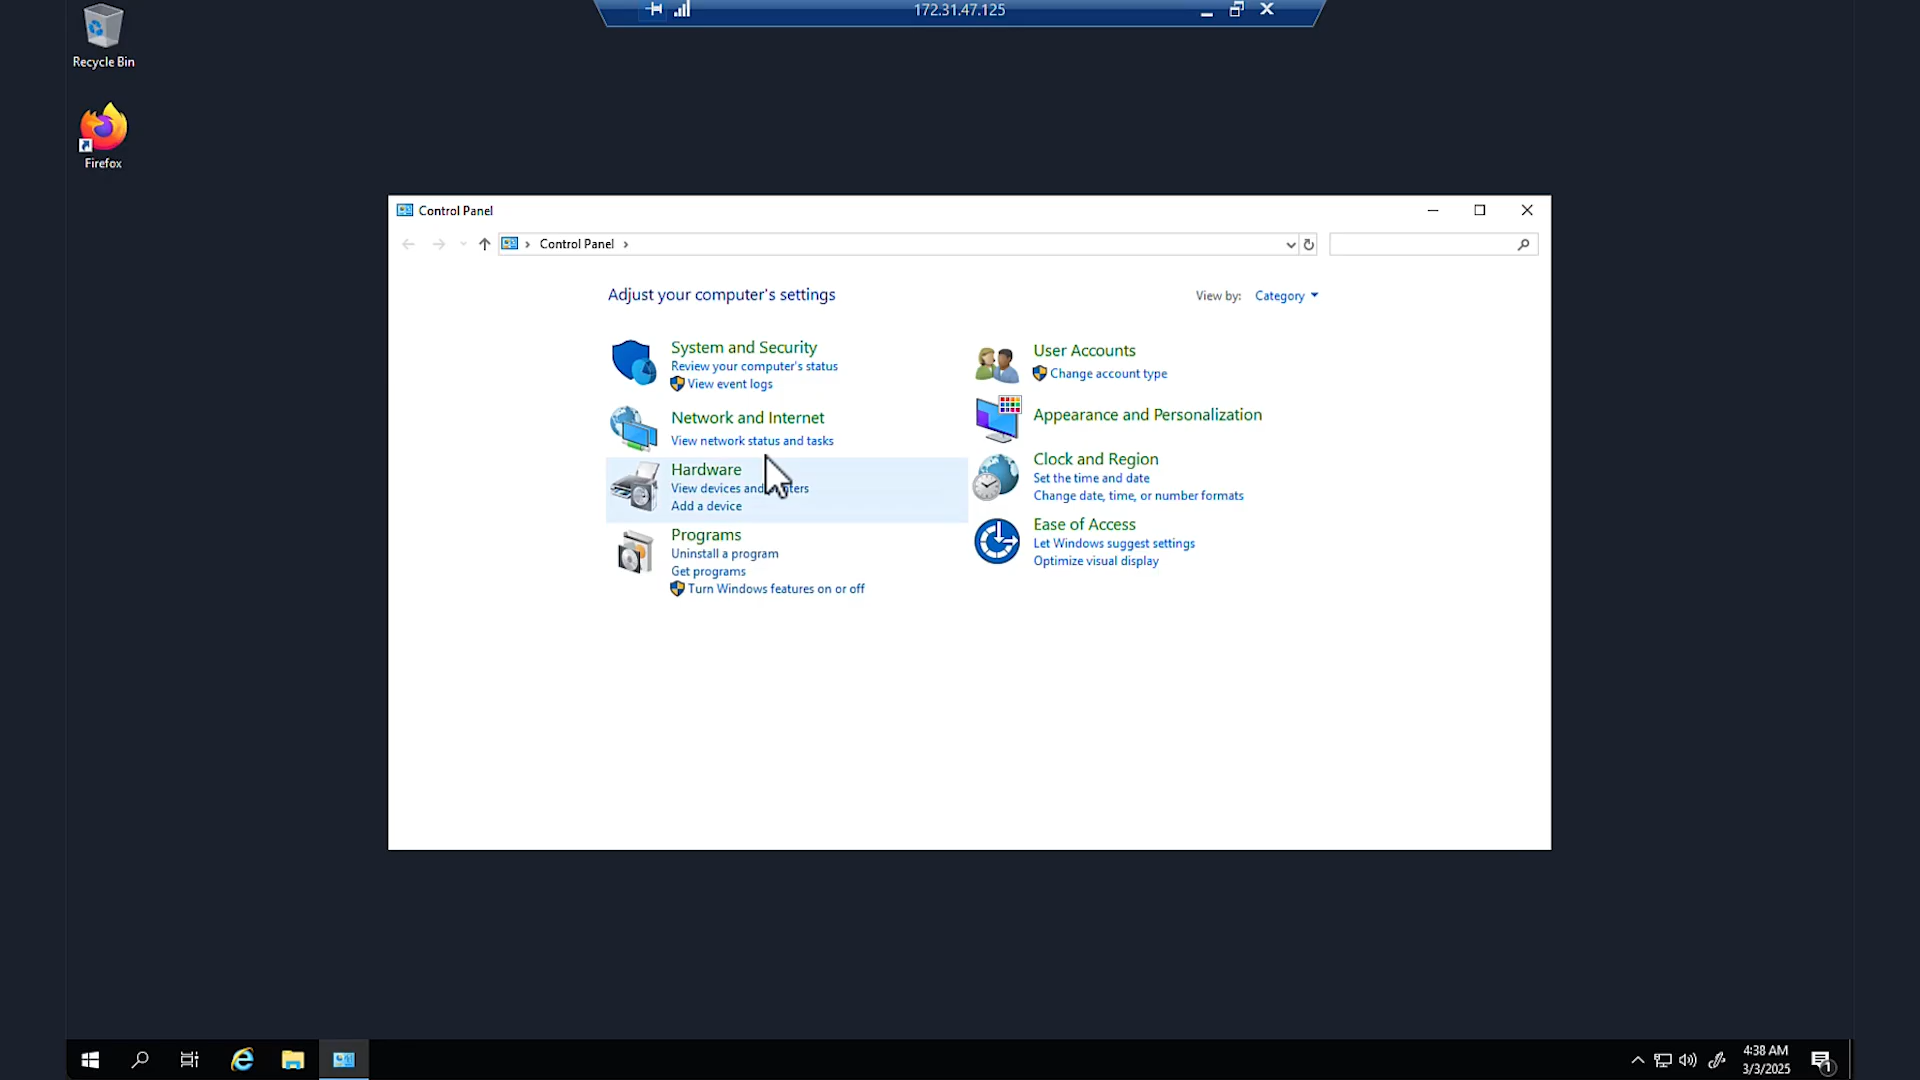 172.31.47.125
Recycle Bin
Firefox
Control Panel
Control Panel
Adjust your computer's settings
View by: Category
System and Security
Review your computer's status
View event logs
Network and Internet
View network status and tasks
Hardware
View devices and
Add a device
Programs
Uninstall a program
Get programs
Turn Windows features on or off
User Accounts
Change account type
Appearance and Personalization
Clock and Region
Set the time and date
Change date, time, or number formats
Ease of Access
Let Windows suggest settings
Optimize visual display
4:38 AM
3/3/2025
1